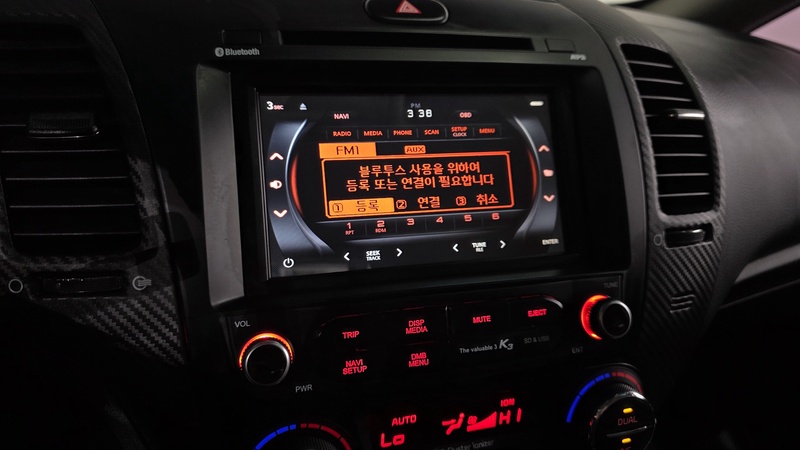 Bluetooth
3SEC
PM
NAVI
3 38
OSD
RADIO MEDIA PHONE SCAN SETUP CLOCK MENU
FM1
AUX
블루투스 사용을 위하여
등록 또는 연결이 필요합니다
① 등록 ② 연결 ③ 취소
1 RPT 2 RDM 3 4 5 6
SEEK TRACK
TUNE FILE
ENTER
VOL
TUNE
TRIP
DISP MEDIA
MUTE
EJECT
NAVI SETUP
DMB MENU
The valuable 3 K3
SD & USB
PWR
ENT
AUTO
ION
Lo
HI
DUAL